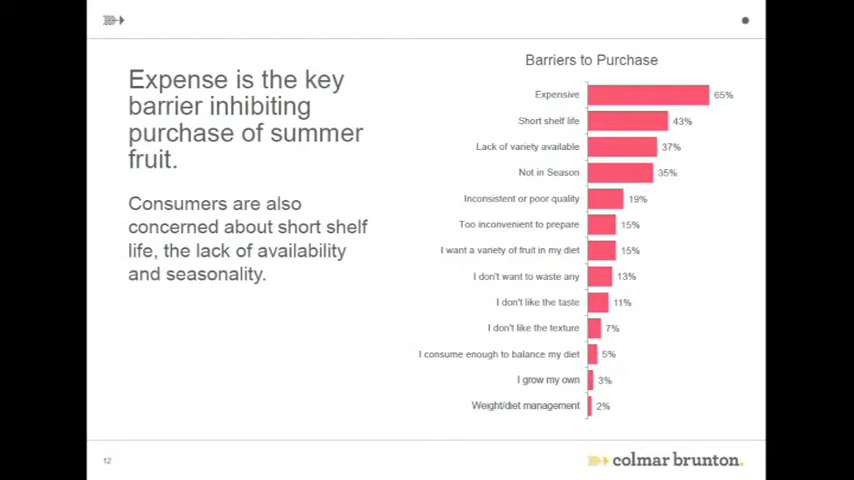 Expense is the key
barrier inhibiting
purchase of summer
fruit.
Consumers are also
concerned about short shelf
life, the lack of availability
and seasonality.
Barriers to Purchase
Expensive 65%
Short shelf life 43%
Lack of variety available 37%
Not in Season 35%
Inconsistent or poor quality 19%
Too inconvenient to prepare 15%
I want a variety of fruit in my diet 15%
I don't want to waste any 13%
I don't like the taste 11%
I don't like the texture 7%
I consume enough to balance my diet 5%
I grow my own 3%
Weight/diet management 2%
12
colmar brunton.